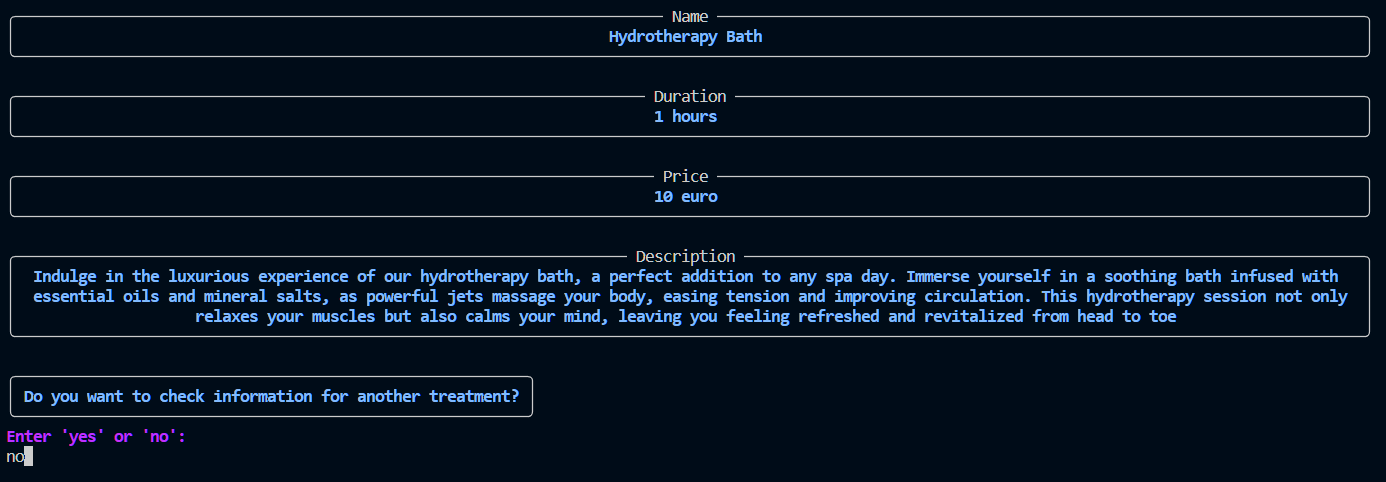 Name
Hydrotherapy Bath
Duration
1 hours
Price
10 euro
Description
Indulge in the luxurious experience of our hydrotherapy bath, a perfect addition to any spa day. Immerse yourself in a soothing bath infused with
essential oils and mineral salts, as powerful jets massage your body, easing tension and improving circulation. This hydrotherapy session not only
relaxes your muscles but also calms your mind, leaving you feeling refreshed and revitalized from head to toe
Do you want to check information for another treatment?
Enter 'yes' or 'no':
no